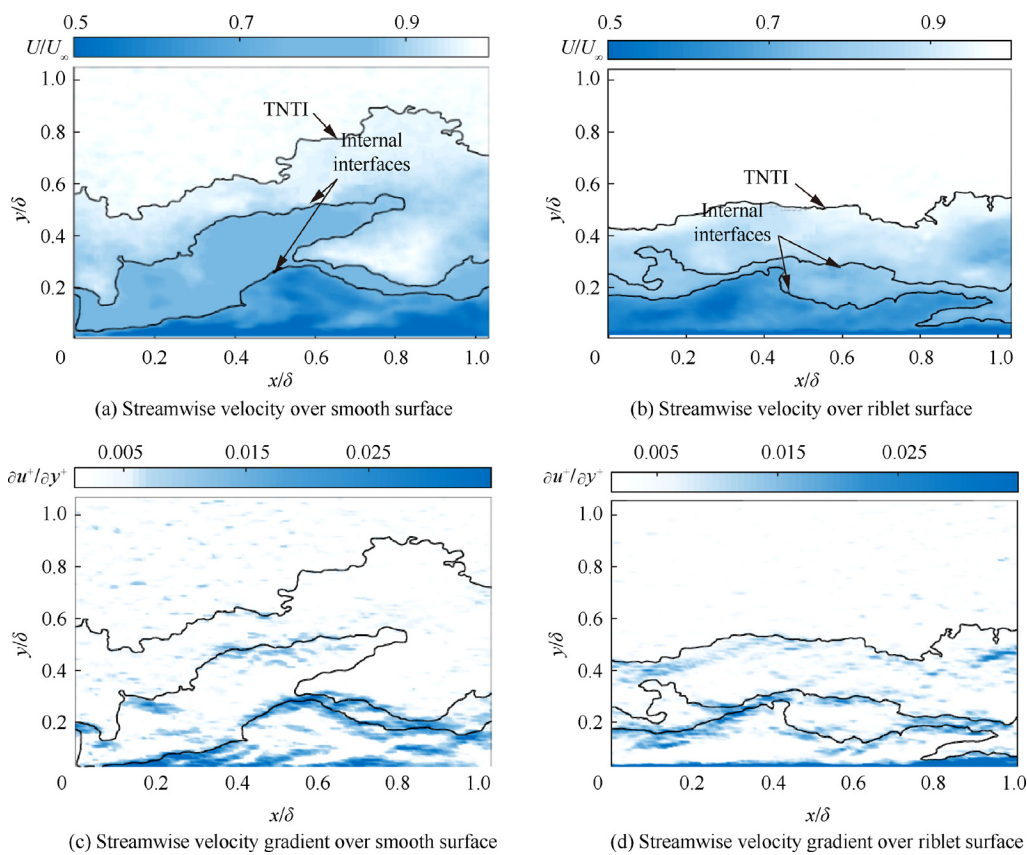 0.5 0.7 0.9
U/U∞
1.0
0.8
0.6
0.4
0.2
0
y/δ
TNTI
Internal
interfaces
0.2 0.4 0.6 0.8 1.0
x/δ
(a) Streamwise velocity over smooth surface
0.5 0.7 0.9
U/U∞
1.0
0.8
0.6
0.4
0.2
0
y/δ
TNTI
Internal
interfaces
0.2 0.4 0.6 0.8 1.0
x/δ
(b) Streamwise velocity over riblet surface
0.005 0.015 0.025
∂u⁺/∂y⁺
1.0
0.8
0.6
0.4
0.2
0
y/δ
0.2 0.4 0.6 0.8 1.0
x/δ
(c) Streamwise velocity gradient over smooth surface
0.005 0.015 0.025
∂u⁺/∂y⁺
1.0
0.8
0.6
0.4
0.2
0
y/δ
0.2 0.4 0.6 0.8 1.0
x/δ
(d) Streamwise velocity gradient over riblet surface